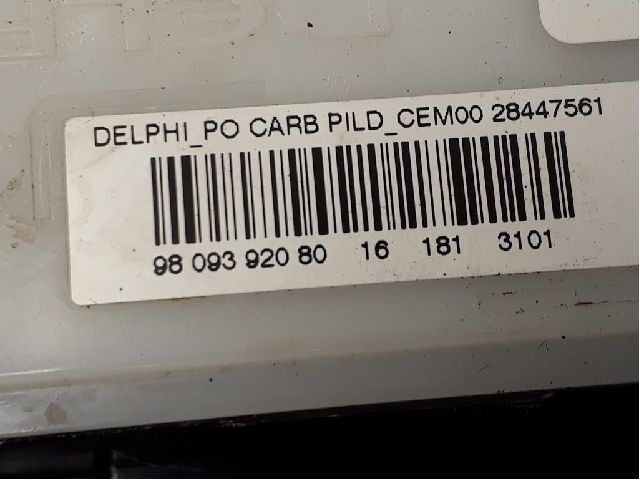 DELPHI_PO CARB PILD_CEM00 28447561
98 093 920 80 16 181 3101